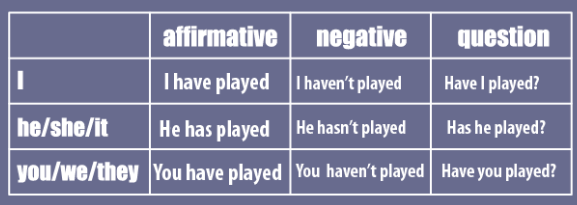 affirmative negative question
I I have played I haven't played Have I played?
he/she/it He has played He hasn't played Has he played?
you/we/they You have played You haven't played Have you played?